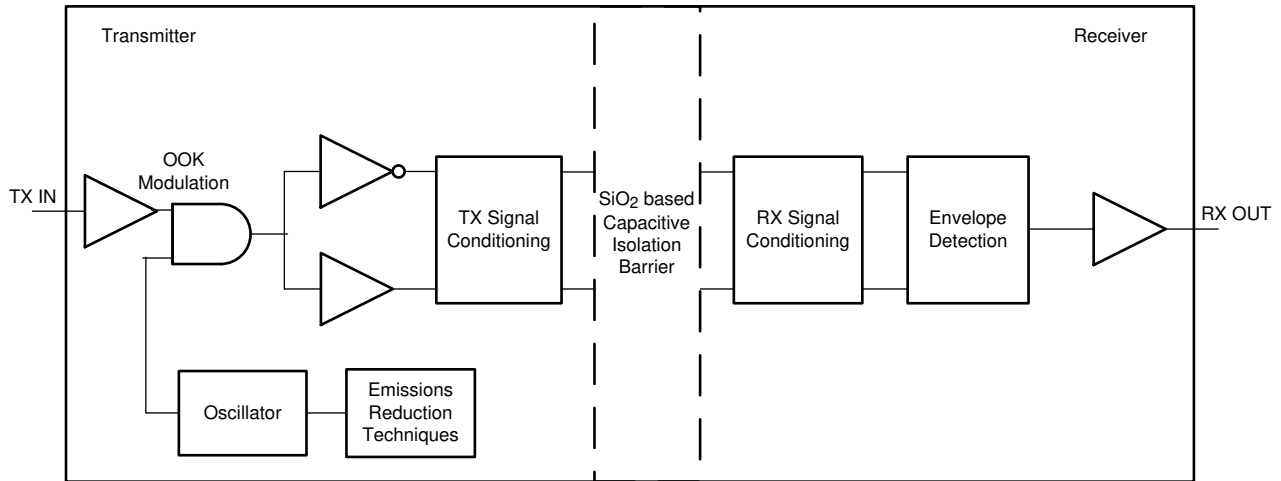 Transmitter
Receiver
OOK
Modulation
TX IN
TX Signal
Conditioning
SiO2 based
Capacitive
Isolation
Barrier
RX Signal
Conditioning
Envelope
Detection
RX OUT
Oscillator
Emissions
Reduction
Techniques